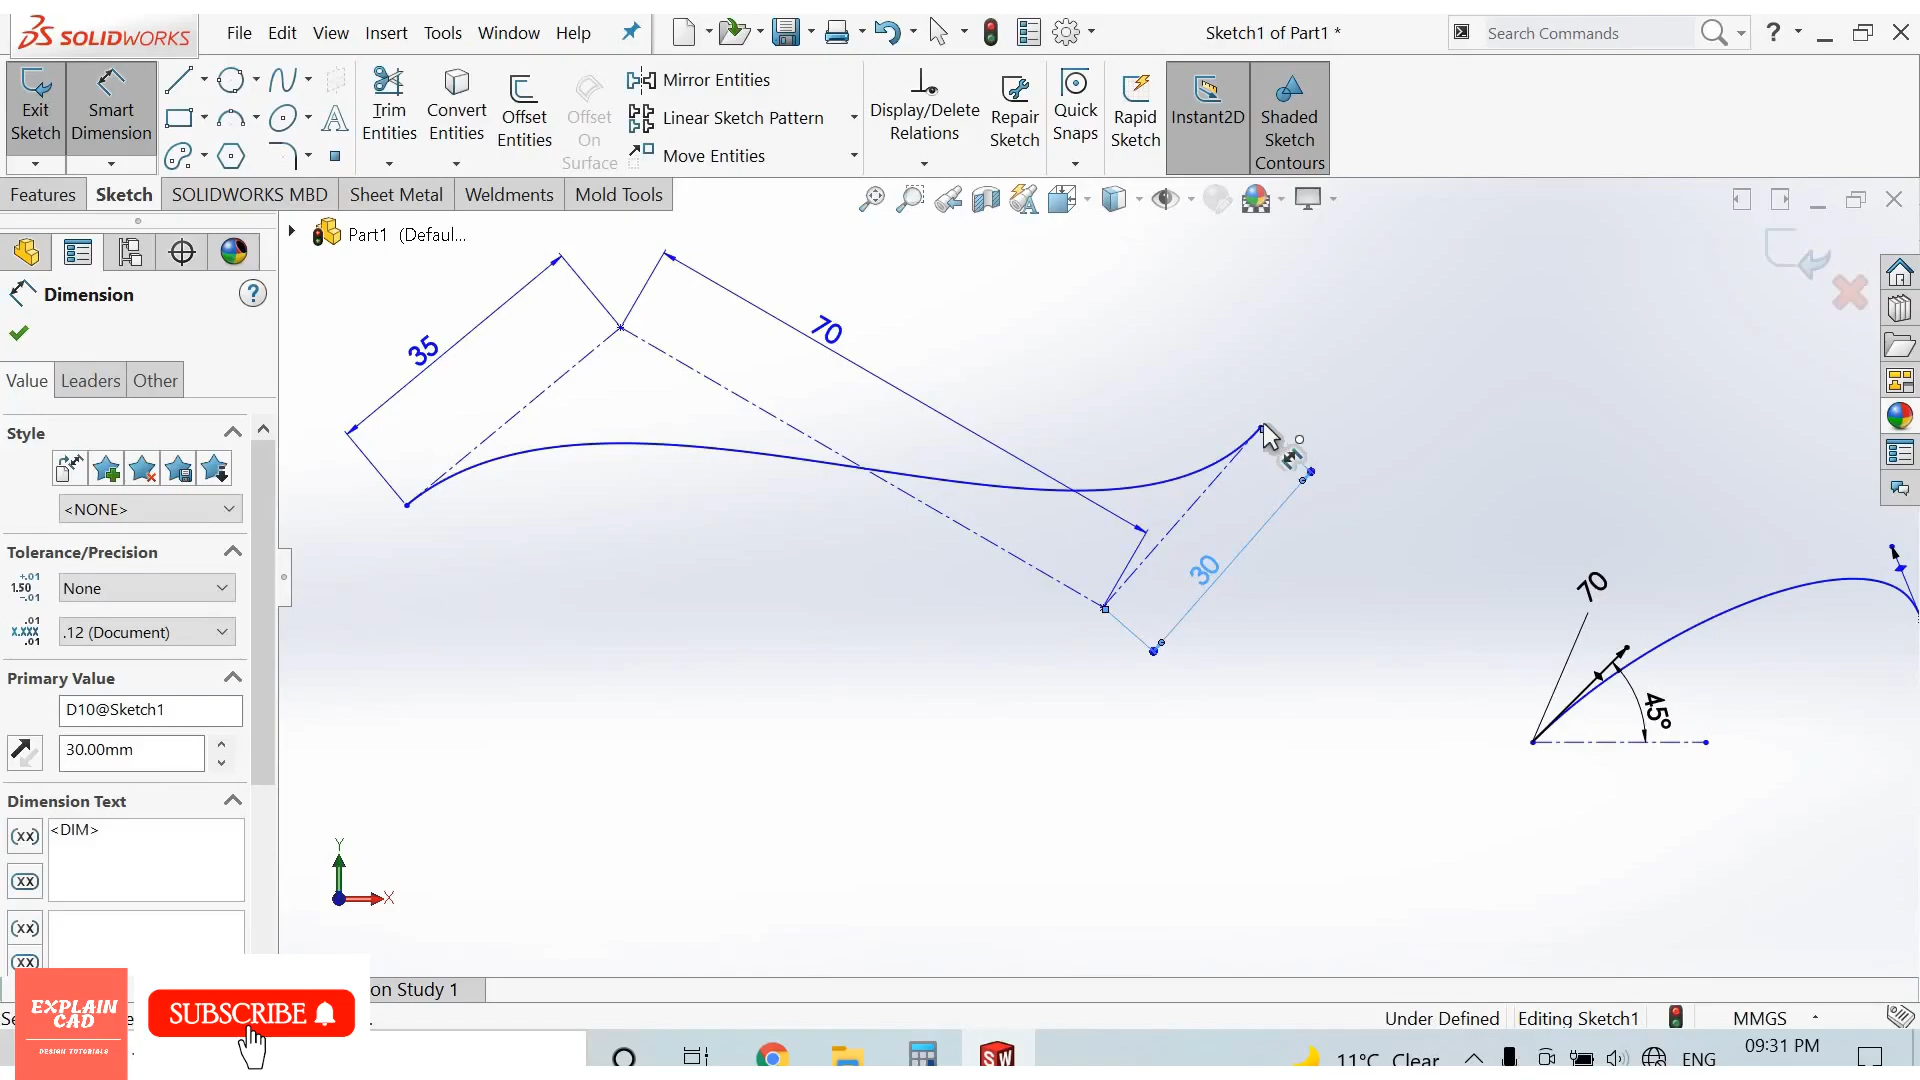 SOLIDWORKS
File Edit View Insert Tools Window Help
Sketch1 of Part1 *
Search Commands
Exit Sketch
Smart Dimension
Trim Entities
Convert Entities
Offset Entities
Offset On Surface
Mirror Entities
Linear Sketch Pattern
Move Entities
Display/Delete Relations
Repair Sketch
Quick Snaps
Rapid Sketch
Instant2D
Shaded Sketch Contours
Features Sketch SOLIDWORKS MBD Sheet Metal Weldments Mold Tools
Part1 (Defaul...
Dimension
Value Leaders Other
Style
<NONE>
Tolerance/Precision
None
.12 (Document)
Primary Value
D10@Sketch1
30.00mm
Dimension Text
<DIM>
35
70
30
70
45°
Y
X
EXPLAIN
CAD
DESIGN TUTORIALS
SUBSCRIBE
on Study 1
Under Defined Editing Sketch1 MMGS
11°C Clear ENG 09:31 PM